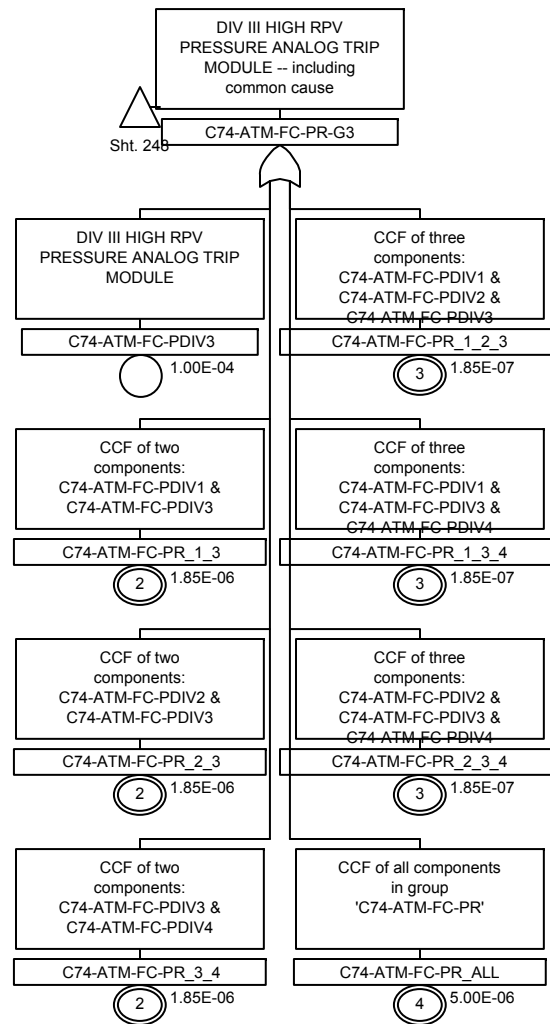 DIV III HIGH RPV
PRESSURE ANALOG TRIP
MODULE -- including
common cause
Sht. 248
C74-ATM-FC-PR-G3
DIV III HIGH RPV
PRESSURE ANALOG TRIP
MODULE
C74-ATM-FC-PDIV3
1.00E-04
CCF of three
components:
C74-ATM-FC-PDIV1 &
C74-ATM-FC-PDIV2 &
C74-ATM-FC-PDIV3
C74-ATM-FC-PR_1_2_3
3
1.85E-07
CCF of two
components:
C74-ATM-FC-PDIV1 &
C74-ATM-FC-PDIV3
C74-ATM-FC-PR_1_3
2
1.85E-06
CCF of three
components:
C74-ATM-FC-PDIV1 &
C74-ATM-FC-PDIV3 &
C74-ATM-FC-PDIV4
C74-ATM-FC-PR_1_3_4
3
1.85E-07
CCF of two
components:
C74-ATM-FC-PDIV2 &
C74-ATM-FC-PDIV3
C74-ATM-FC-PR_2_3
2
1.85E-06
CCF of three
components:
C74-ATM-FC-PDIV2 &
C74-ATM-FC-PDIV3 &
C74-ATM-FC-PDIV4
C74-ATM-FC-PR_2_3_4
3
1.85E-07
CCF of two
components:
C74-ATM-FC-PDIV3 &
C74-ATM-FC-PDIV4
C74-ATM-FC-PR_3_4
2
1.85E-06
CCF of all components
in group
'C74-ATM-FC-PR'
C74-ATM-FC-PR_ALL
4
5.00E-06